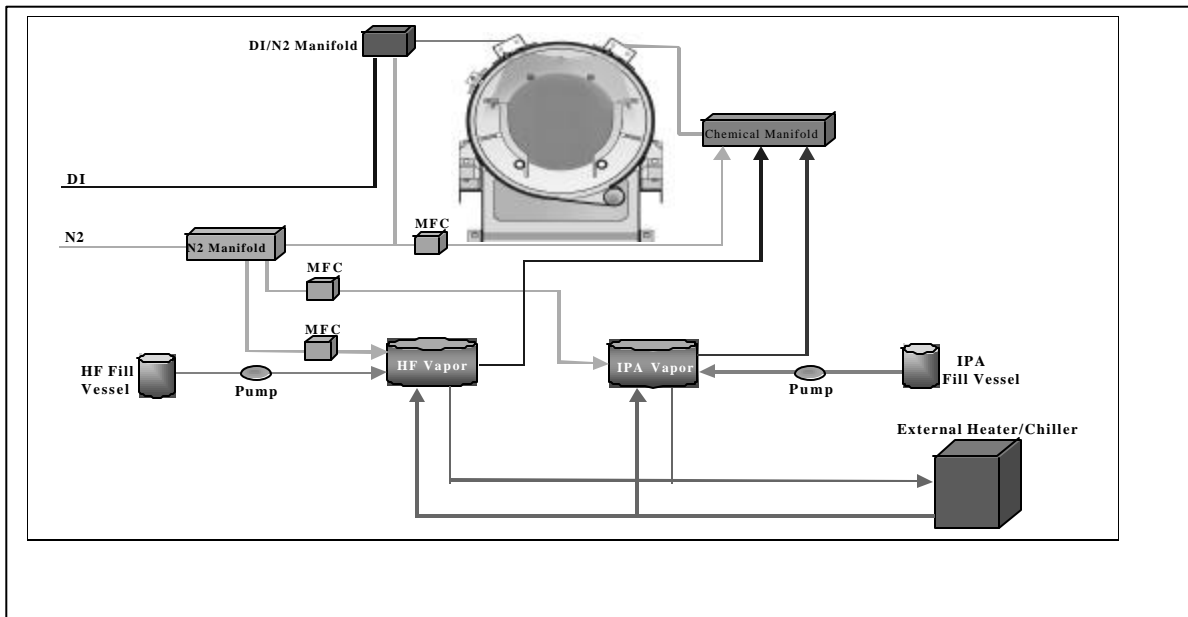 DI/N2 Manifold
Chemical Manifold
DI
MFC
N2
N2 Manifold
MFC
MFC
HF Fill
Vessel
Pump
HF Vapor
IPA Vapor
Pump
IPA
Fill Vessel
External Heater/Chiller